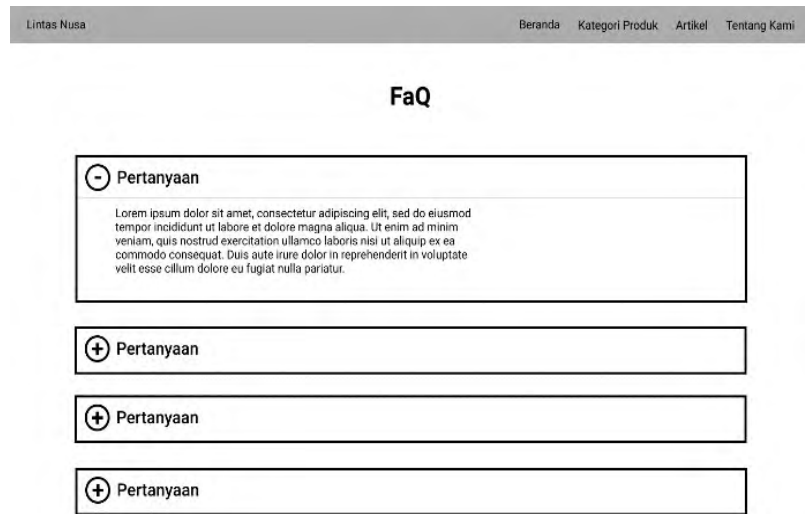 Lintas Nusa Beranda Kategori Produk Artikel Tentang Kami
FaQ
- Pertanyaan
Lorem ipsum dolor sit amet, consectetur adipiscing elit, sed do eiusmod
tempor incididunt ut labore et dolore magna aliqua. Ut enim ad minim
veniam, quis nostrud exercitation ullamco laboris nisi ut aliquip ex ea
commodo consequat. Duis aute irure dolor in reprehenderit in voluptate
velit esse cillum dolore eu fugiat nulla pariatur.
+ Pertanyaan
+ Pertanyaan
+ Pertanyaan